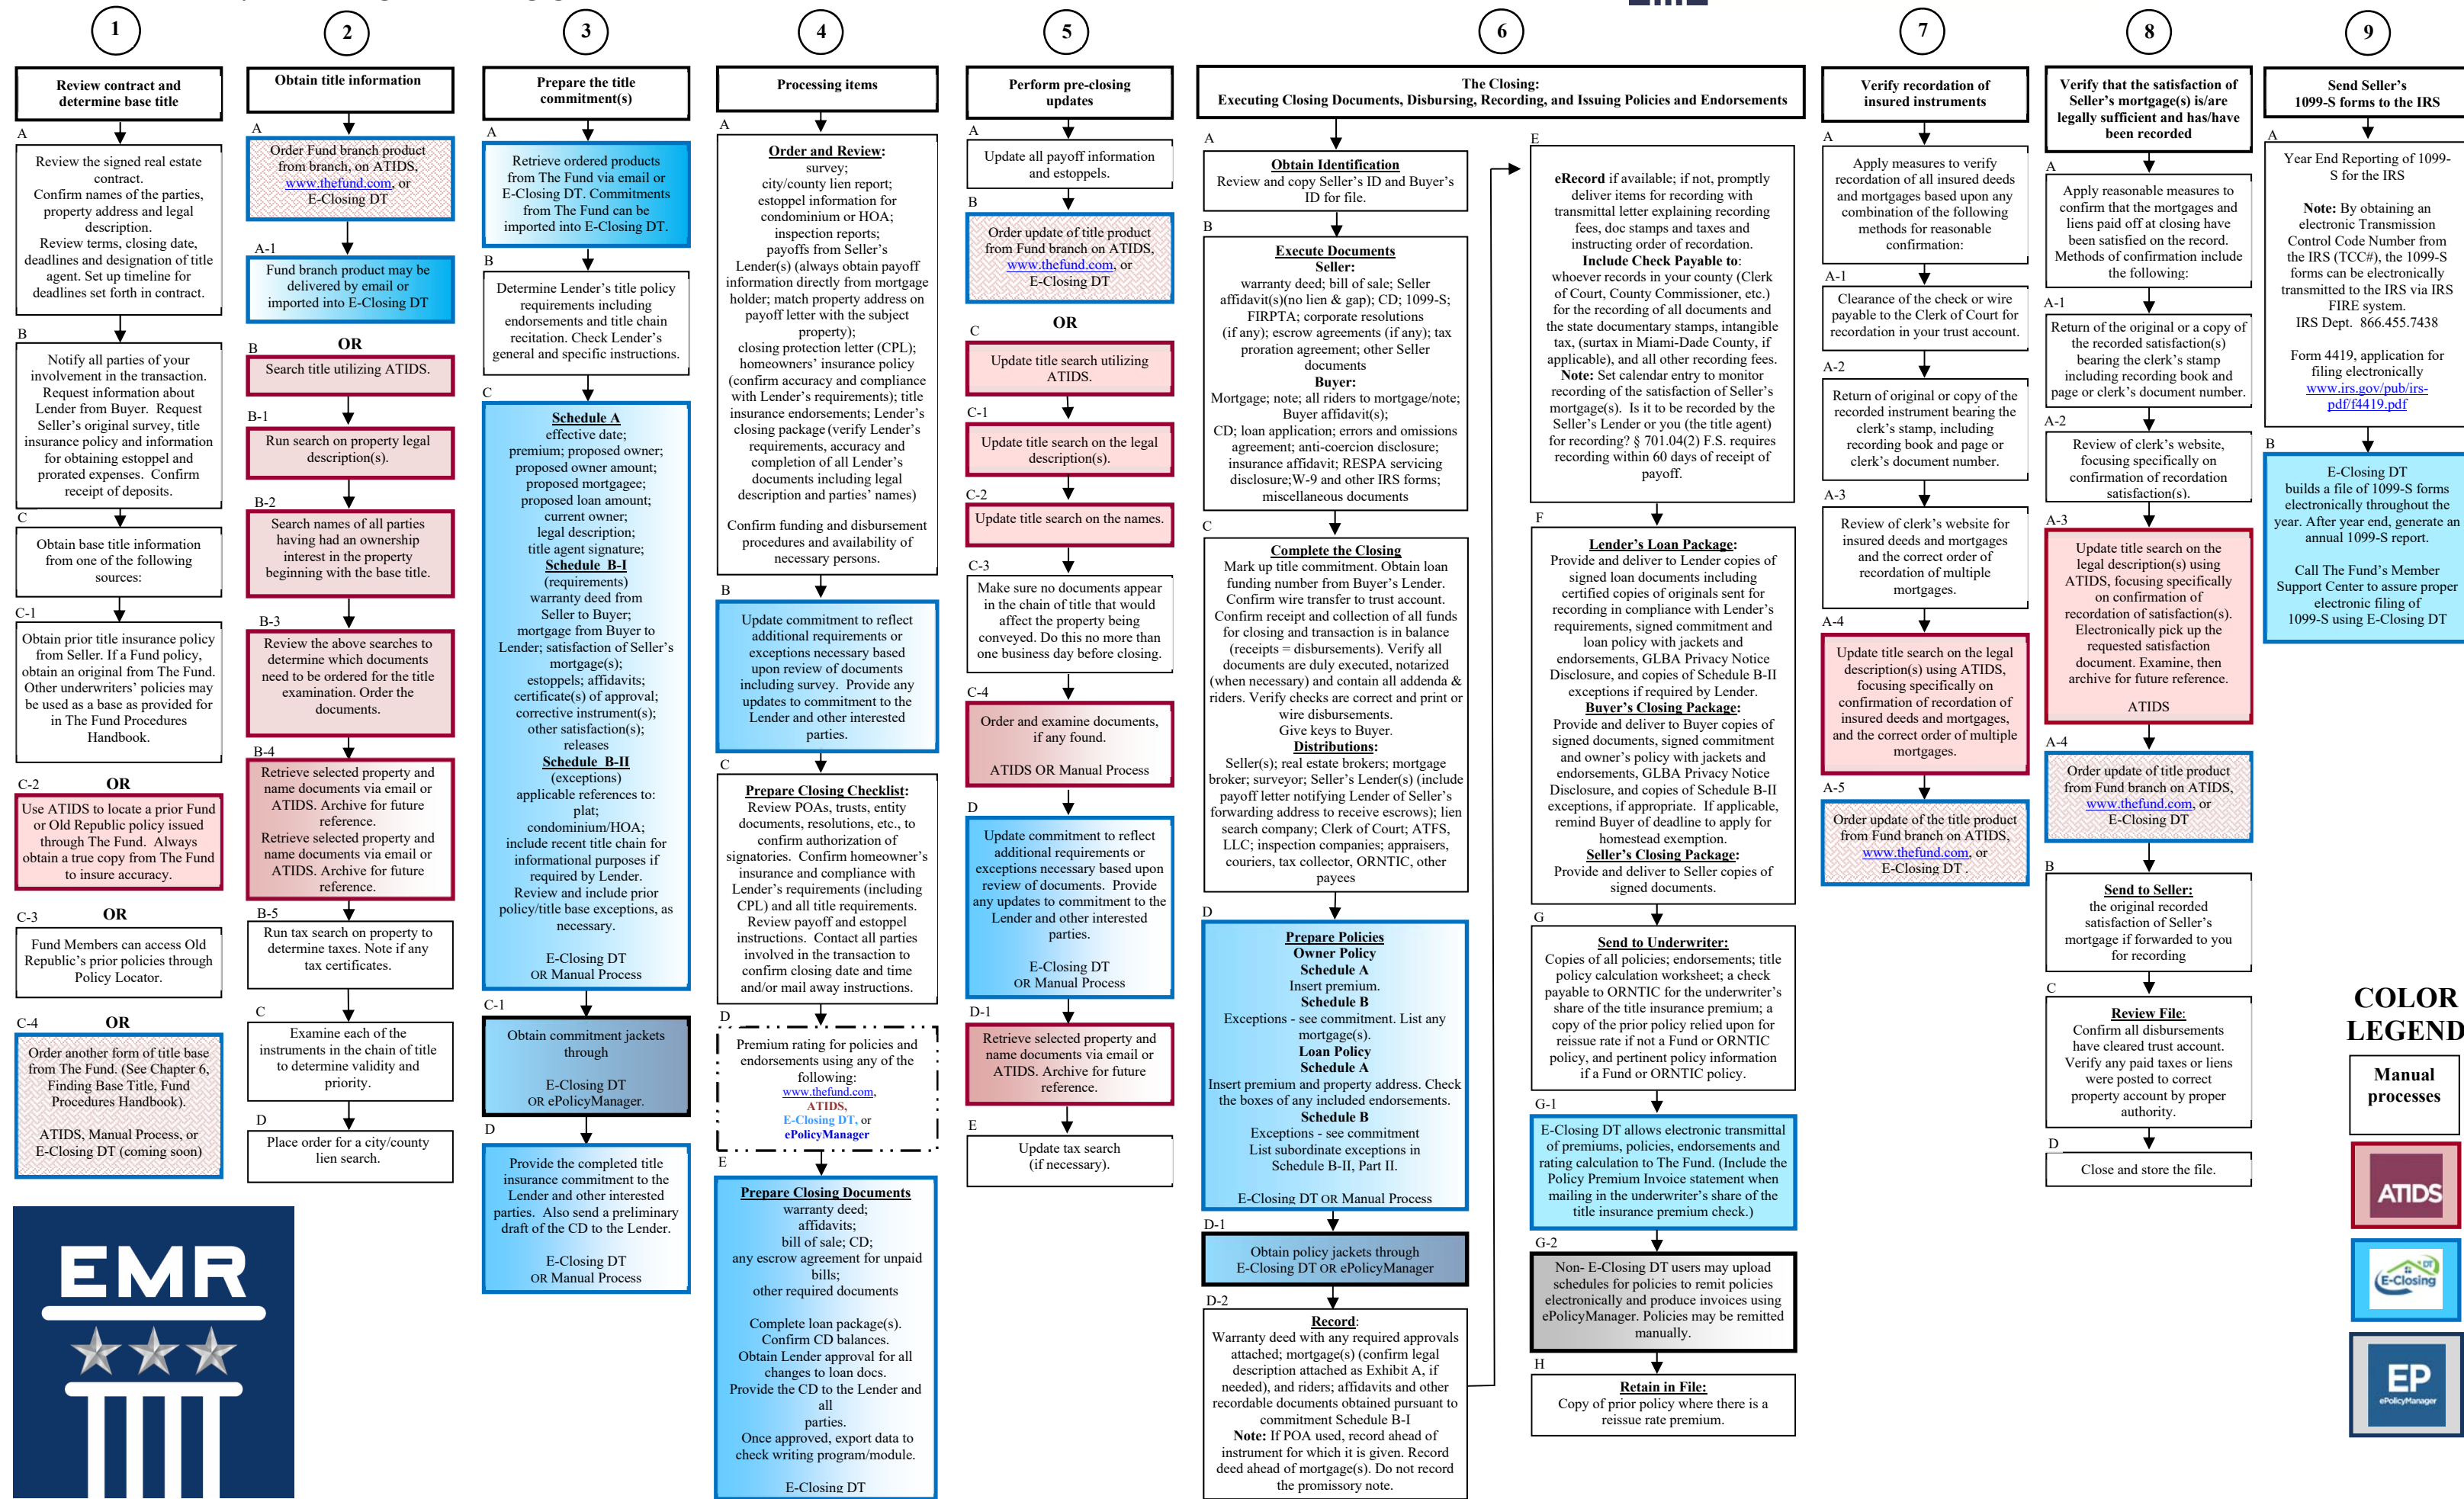 1
Review contract and
determine base title
A
Review the signed real estate
contract.
Confirm names of the parties,
property address and legal
description.
Review terms, closing date,
deadlines and designation of title
agent. Set up timeline for
deadlines set forth in contract.
B
Notify all parties of your
involvement in the transaction.
Request information about
Lender from Buyer. Request
Seller's original survey, title
insurance policy and information
for obtaining estoppel and
prorated expenses. Confirm
receipt of deposits.
C
Obtain base title information
from one of the following
sources:
C-1
Obtain prior title insurance policy
from Seller. If a Fund policy,
obtain an original from The Fund.
Other underwriters' policies may
be used as a base as provided for
in The Fund Procedures
Handbook.
C-2 OR
Use ATIDS to locate a prior Fund
or Old Republic policy issued
through The Fund. Always
obtain a true copy from The Fund
to insure accuracy.
C-3 OR
Fund Members can access Old
Republic's prior policies through
Policy Locator.
C-4 OR
Order another form of title base
from The Fund. (See Chapter 6,
Finding Base Title, Fund
Procedures Handbook).
ATIDS, Manual Process, or
E-Closing DT (coming soon)
EMR
2
Obtain title information
A
Order Fund branch product
from branch, on ATIDS,
www.thefund.com, or
E-Closing DT
A-1
Fund branch product may be
delivered by email or
imported into E-Closing DT
B OR
Search title utilizing ATIDS.
B-1
Run search on property legal
description(s).
B-2
Search names of all parties
having had an ownership
interest in the property
beginning with the base title.
B-3
Review the above searches to
determine which documents
need to be ordered for the title
examination. Order the
documents.
B-4
Retrieve selected property and
name documents via email or
ATIDS. Archive for future
reference.
Retrieve selected property and
name documents via email or
ATIDS. Archive for future
reference.
B-5
Run tax search on property to
determine taxes. Note if any
tax certificates.
C
Examine each of the
instruments in the chain of title
to determine validity and
priority.
D
Place order for a city/county
lien search.
3
Prepare the title
commitment(s)
A
Retrieve ordered products
from The Fund via email or
E-Closing DT. Commitments
from The Fund can be
imported into E-Closing DT.
B
Determine Lender's title policy
requirements including
endorsements and title chain
recitation. Check Lender's
general and specific instructions.
C
Schedule A
effective date;
premium; proposed owner;
proposed owner amount;
proposed mortgagee;
proposed loan amount;
current owner;
legal description;
title agent signature;
Schedule B-I
(requirements)
warranty deed from
Seller to Buyer;
mortgage from Buyer to
Lender; satisfaction of Seller's
mortgage(s);
estoppels; affidavits;
certificate(s) of approval;
corrective instrument(s);
other satisfaction(s);
releases
Schedule B-II
(exceptions)
applicable references to:
plat;
condominium/HOA;
include recent title chain for
informational purposes if
required by Lender.
Review and include prior
policy/title base exceptions, as
necessary.
E-Closing DT
OR Manual Process
C-1
Obtain commitment jackets
through
E-Closing DT
OR ePolicyManager.
D
Provide the completed title
insurance commitment to the
Lender and other interested
parties. Also send a preliminary
draft of the CD to the Lender.
E-Closing DT
OR Manual Process
4
Processing items
A
Order and Review:
survey;
city/county lien report;
estoppel information for
condominium or HOA;
inspection reports;
payoffs from Seller's
Lender(s) (always obtain payoff
information directly from mortgage
holder; match property address on
payoff letter with the subject
property);
closing protection letter (CPL);
homeowners' insurance policy
(confirm accuracy and compliance
with Lender's requirements); title
insurance endorsements; Lender's
closing package (verify Lender's
requirements, accuracy and
completion of all Lender's
documents including legal
description and parties' names)
Confirm funding and disbursement
procedures and availability of
necessary persons.
B
Update commitment to reflect
additional requirements or
exceptions necessary based
upon review of documents
including survey. Provide any
updates to commitment to the
Lender and other interested
parties.
C
Prepare Closing Checklist:
Review POAs, trusts, entity
documents, resolutions, etc., to
confirm authorization of
signatories. Confirm homeowner's
insurance and compliance with
Lender's requirements (including
CPL) and all title requirements.
Review payoff and estoppel
instructions. Contact all parties
involved in the transaction to
confirm closing date and time
and/or mail away instructions.
D
Premium rating for policies and
endorsements using any of the
following:
www.thefund.com,
ATIDS,
E-Closing DT, or
ePolicyManager
E
Prepare Closing Documents
warranty deed;
affidavits;
bill of sale; CD;
any escrow agreement for unpaid
bills;
other required documents
Complete loan package(s).
Confirm CD balances.
Obtain Lender approval for all
changes to loan docs.
Provide the CD to the Lender and
all
parties.
Once approved, export data to
check writing program/module.
E-Closing DT
5
Perform pre-closing
updates
A
Update all payoff information
and estoppels.
B
Order update of title product
from Fund branch on ATIDS,
www.thefund.com, or
E-Closing DT
C OR
Update title search utilizing
ATIDS.
C-1
Update title search on the legal
description(s).
C-2
Update title search on the names.
C-3
Make sure no documents appear
in the chain of title that would
affect the property being
conveyed. Do this no more than
one business day before closing.
C-4
Order and examine documents,
if any found.
ATIDS OR Manual Process
D
Update commitment to reflect
additional requirements or
exceptions necessary based upon
review of documents. Provide
any updates to commitment to the
Lender and other interested
parties.
E-Closing DT
OR Manual Process
D-1
Retrieve selected property and
name documents via email or
ATIDS. Archive for future
reference.
E
Update tax search
(if necessary).
6
The Closing:
Executing Closing Documents, Disbursing, Recording, and Issuing Policies and Endorsements
A
Obtain Identification
Review and copy Seller's ID and Buyer's
ID for file.
B
Execute Documents
Seller:
warranty deed; bill of sale; Seller
affidavit(s)(no lien & gap); CD; 1099-S;
FIRPTA; corporate resolutions
(if any); escrow agreements (if any); tax
proration agreement; other Seller
documents
Buyer:
Mortgage; note; all riders to mortgage/note;
Buyer affidavit(s);
CD; loan application; errors and omissions
agreement; anti-coercion disclosure;
insurance affidavit; RESPA servicing
disclosure;W-9 and other IRS forms;
miscellaneous documents
C
Complete the Closing
Mark up title commitment. Obtain loan
funding number from Buyer's Lender.
Confirm wire transfer to trust account.
Confirm receipt and collection of all funds
for closing and transaction is in balance
(receipts = disbursements). Verify all
documents are duly executed, notarized
(when necessary) and contain all addenda &
riders. Verify checks are correct and print or
wire disbursements.
Give keys to Buyer.
Distributions:
Seller(s); real estate brokers; mortgage
broker; surveyor; Seller's Lender(s) (include
payoff letter notifying Lender of Seller's
forwarding address to receive escrows); lien
search company; Clerk of Court; ATFS,
LLC; inspection companies; appraisers,
couriers, tax collector, ORNTIC, other
payees
D
Prepare Policies
Owner Policy
Schedule A
Insert premium.
Schedule B
Exceptions - see commitment. List any
mortgage(s).
Loan Policy
Schedule A
Insert premium and property address. Check
the boxes of any included endorsements.
Schedule B
Exceptions - see commitment
List subordinate exceptions in
Schedule B-II, Part II.
E-Closing DT OR Manual Process
D-1
Obtain policy jackets through
E-Closing DT OR ePolicyManager
D-2
Record:
Warranty deed with any required approvals
attached; mortgage(s) (confirm legal
description attached as Exhibit A, if
needed), and riders; affidavits and other
recordable documents obtained pursuant to
commitment Schedule B-I
Note: If POA used, record ahead of
instrument for which it is given. Record
deed ahead of mortgage(s). Do not record
the promissory note.
E
eRecord if available; if not, promptly
deliver items for recording with
transmittal letter explaining recording
fees, doc stamps and taxes and
instructing order of recordation.
Include Check Payable to:
whoever records in your county (Clerk
of Court, County Commissioner, etc.)
for the recording of all documents and
the state documentary stamps, intangible
tax, (surtax in Miami-Dade County, if
applicable), and all other recording fees.
Note: Set calendar entry to monitor
recording of the satisfaction of Seller's
mortgage(s). Is it to be recorded by the
Seller's Lender or you (the title agent)
for recording? § 701.04(2) F.S. requires
recording within 60 days of receipt of
payoff.
F
Lender's Loan Package:
Provide and deliver to Lender copies of
signed loan documents including
certified copies of originals sent for
recording in compliance with Lender's
requirements, signed commitment and
loan policy with jackets and
endorsements, GLBA Privacy Notice
Disclosure, and copies of Schedule B-II
exceptions if required by Lender.
Buyer's Closing Package:
Provide and deliver to Buyer copies of
signed documents, signed commitment
and owner's policy with jackets and
endorsements, GLBA Privacy Notice
Disclosure, and copies of Schedule B-II
exceptions, if appropriate. If applicable,
remind Buyer of deadline to apply for
homestead exemption.
Seller's Closing Package:
Provide and deliver to Seller copies of
signed documents.
G
Send to Underwriter:
Copies of all policies; endorsements; title
policy calculation worksheet; a check
payable to ORNTIC for the underwriter's
share of the title insurance premium; a
copy of the prior policy relied upon for
reissue rate if not a Fund or ORNTIC
policy, and pertinent policy information
if a Fund or ORNTIC policy.
G-1
E-Closing DT allows electronic transmittal
of premiums, policies, endorsements and
rating calculation to The Fund. (Include the
Policy Premium Invoice statement when
mailing in the underwriter's share of the
title insurance premium check.)
G-2
Non- E-Closing DT users may upload
schedules for policies to remit policies
electronically and produce invoices using
ePolicyManager. Policies may be remitted
manually.
H
Retain in File:
Copy of prior policy where there is a
reissue rate premium.
7
Verify recordation of
insured instruments
A
Apply measures to verify
recordation of all insured deeds
and mortgages based upon any
combination of the following
methods for reasonable
confirmation:
A-1
Clearance of the check or wire
payable to the Clerk of Court for
recordation in your trust account.
A-2
Return of original or copy of the
recorded instrument bearing the
clerk's stamp, including
recording book and page or
clerk's document number.
A-3
Review of clerk's website for
insured deeds and mortgages
and the correct order of
recordation of multiple
mortgages.
A-4
Update title search on the legal
description(s) using ATIDS,
focusing specifically on
confirmation of recordation of
insured deeds and mortgages,
and the correct order of multiple
mortgages.
A-5
Order update of the title product
from Fund branch on ATIDS,
www.thefund.com, or
E-Closing DT .
8
Verify that the satisfaction of
Seller's mortgage(s) is/are
legally sufficient and has/have
been recorded
A
Apply reasonable measures to
confirm that the mortgages and
liens paid off at closing have
been satisfied on the record.
Methods of confirmation include
the following:
A-1
Return of the original or a copy of
the recorded satisfaction(s)
bearing the clerk's stamp
including recording book and
page or clerk's document number.
A-2
Review of clerk's website,
focusing specifically on
confirmation of recordation
satisfaction(s).
A-3
Update title search on the
legal description(s) using
ATIDS, focusing specifically
on confirmation of
recordation of satisfaction(s).
Electronically pick up the
requested satisfaction
document. Examine, then
archive for future reference.
ATIDS
A-4
Order update of title product
from Fund branch on ATIDS,
www.thefund.com, or
E-Closing DT
B
Send to Seller:
the original recorded
satisfaction of Seller's
mortgage if forwarded to you
for recording
C
Review File:
Confirm all disbursements
have cleared trust account.
Verify any paid taxes or liens
were posted to correct
property account by proper
authority.
D
Close and store the file.
9
Send Seller's
1099-S forms to the IRS
A
Year End Reporting of 1099-
S for the IRS
Note: By obtaining an
electronic Transmission
Control Code Number from
the IRS (TCC#), the 1099-S
forms can be electronically
transmitted to the IRS via IRS
FIRE system.
IRS Dept. 866.455.7438
Form 4419, application for
filing electronically
www.irs.gov/pub/irs-
pdf/f4419.pdf
B
E-Closing DT
builds a file of 1099-S forms
electronically throughout the
year. After year end, generate an
annual 1099-S report.
Call The Fund's Member
Support Center to assure proper
electronic filing of
1099-S using E-Closing DT
COLOR
LEGEND
Manual
processes
ATIDS
DT
E-Closing
EP
ePolicyManager